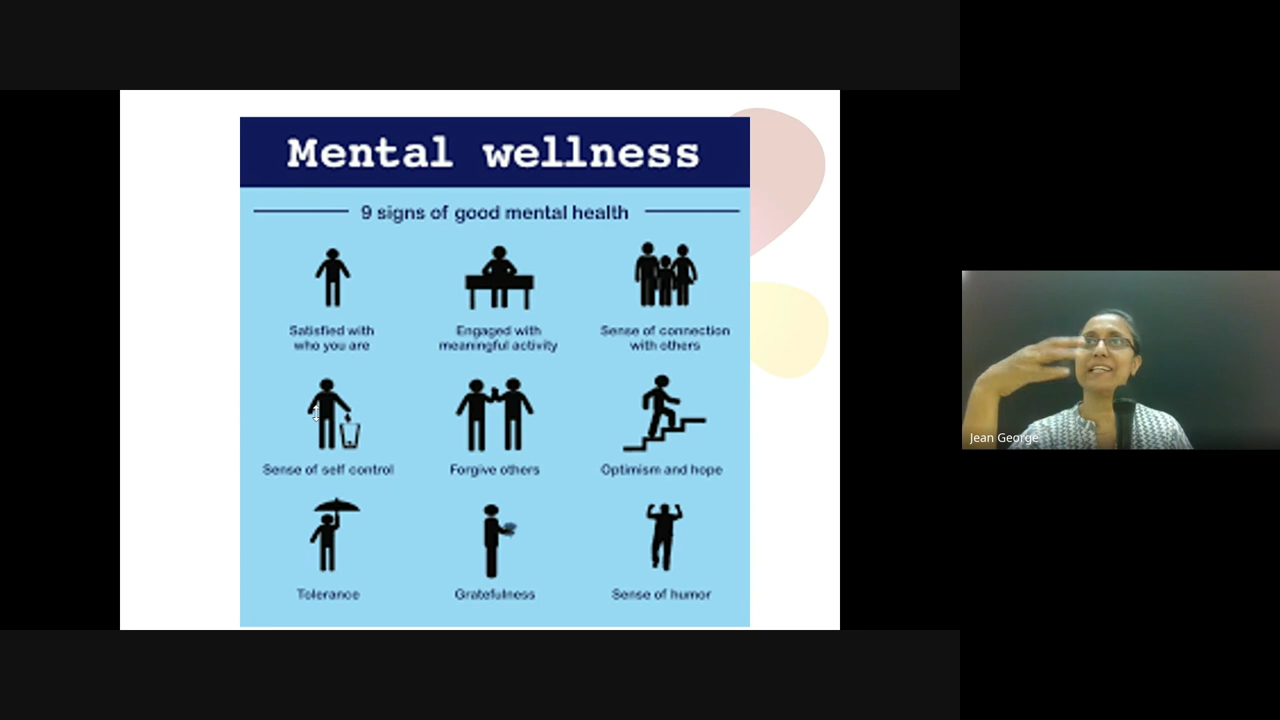 Mental wellness
9 signs of good mental health
Satisfied with
who you are
Engaged with
meaningful activity
Sense of connection
with others
Sense of self control
Forgive others
Optimism and hope
Tolerance
Gratefulness
Sense of humor
Jean George